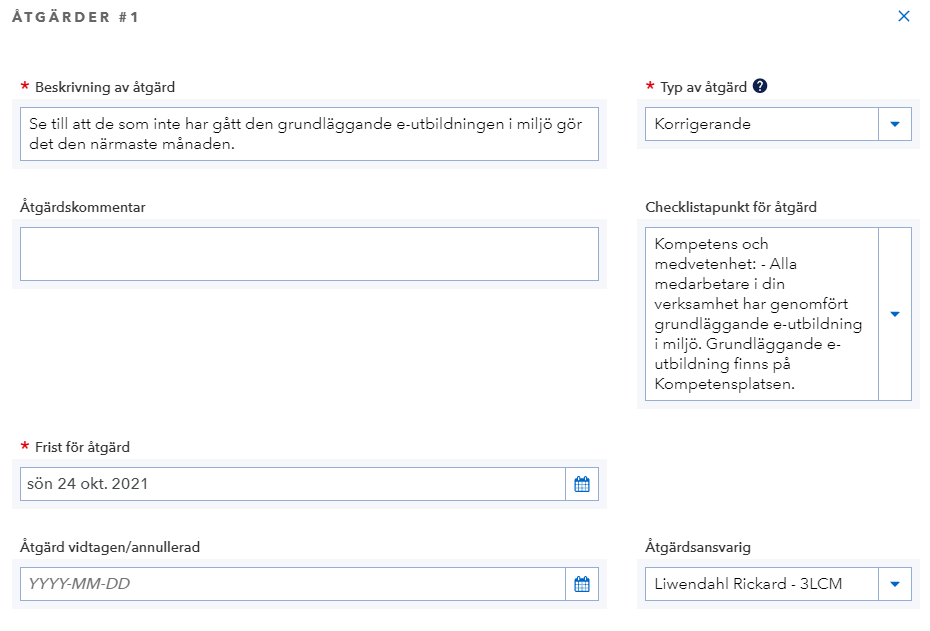 ÅTGÄRDER #1
* Beskrivning av åtgärd
* Typ av åtgärd ?
Se till att de som inte har gått den grundläggande e-utbildningen i miljö gör
det den närmaste månaden.
Korrigerande
Åtgärdskommentar
Checklistapunkt för åtgärd
Kompetens och
medvetenhet: - Alla
medarbetare i din
verksamhet har genomfört
grundläggande e-utbildning
i miljö. Grundläggande e-
utbildning finns på
Kompetensplatsen.
* Frist för åtgärd
sön 24 okt. 2021
Åtgärd vidtagen/annullerad
Åtgärdsansvarig
YYYY-MM-DD
Liwendahl Rickard - 3LCM